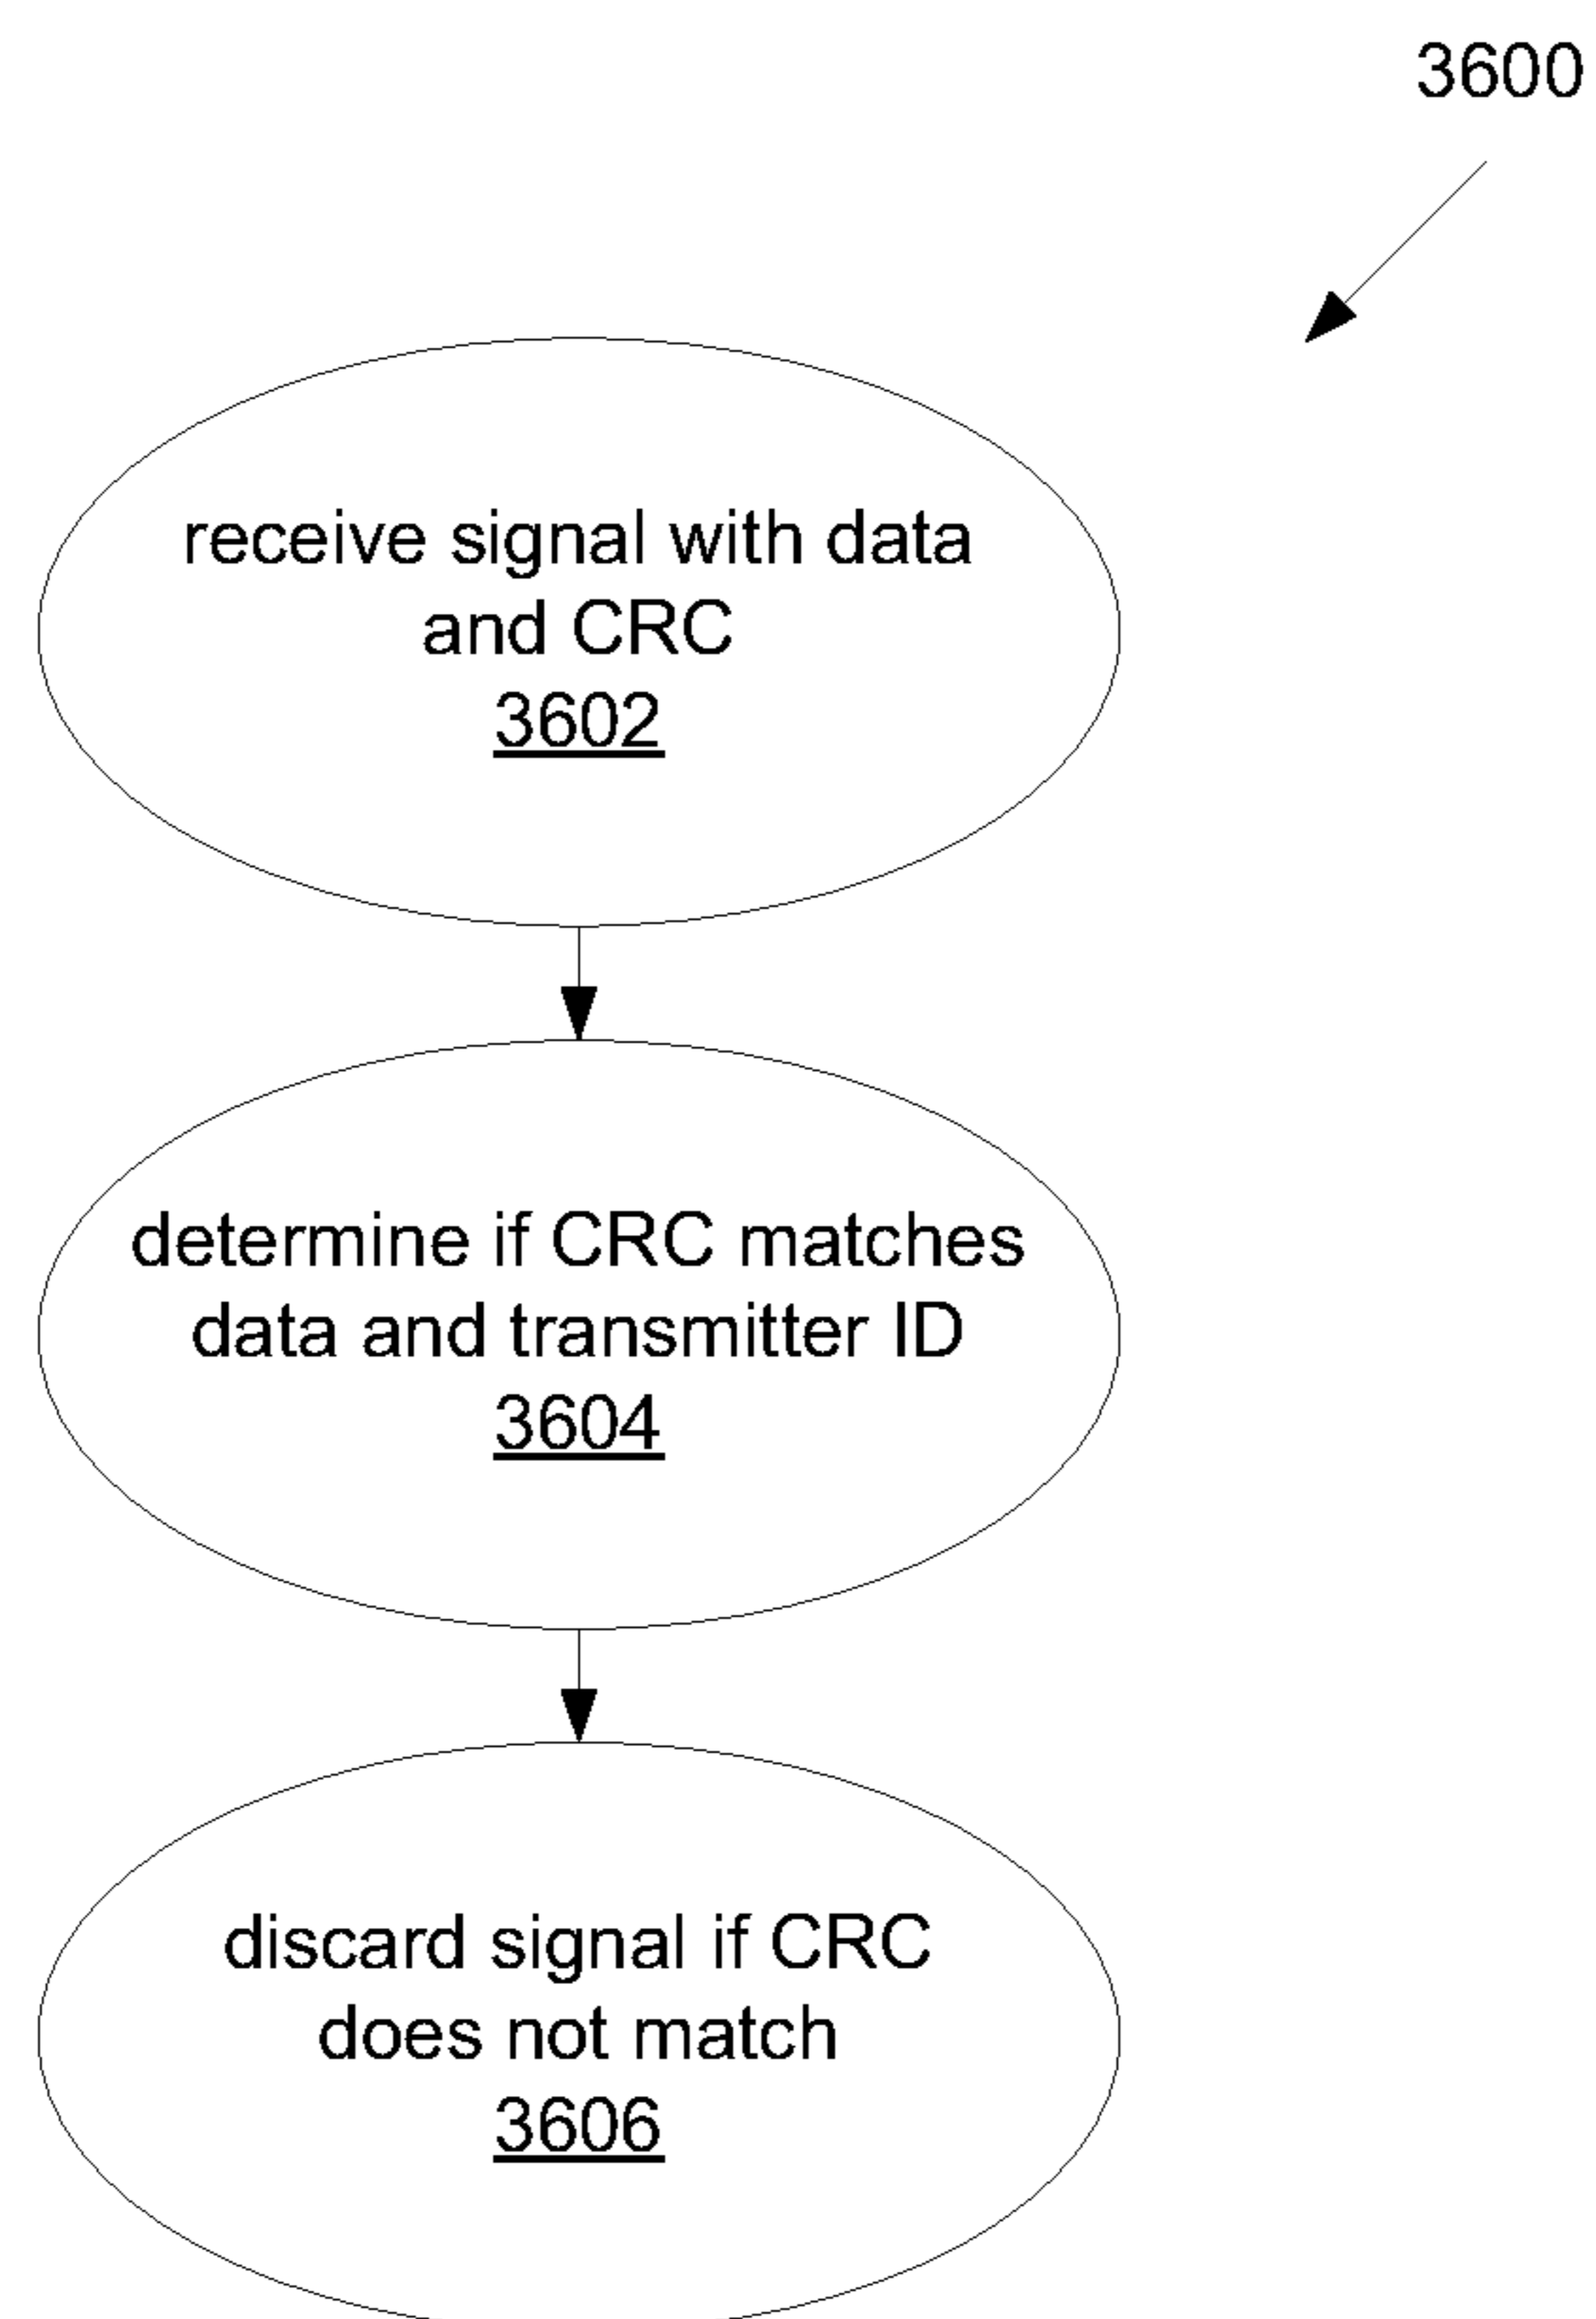 3600
receive signal with data
and CRC
3602
determine if CRC matches
data and transmitter ID
3604
discard signal if CRC
does not match
3606